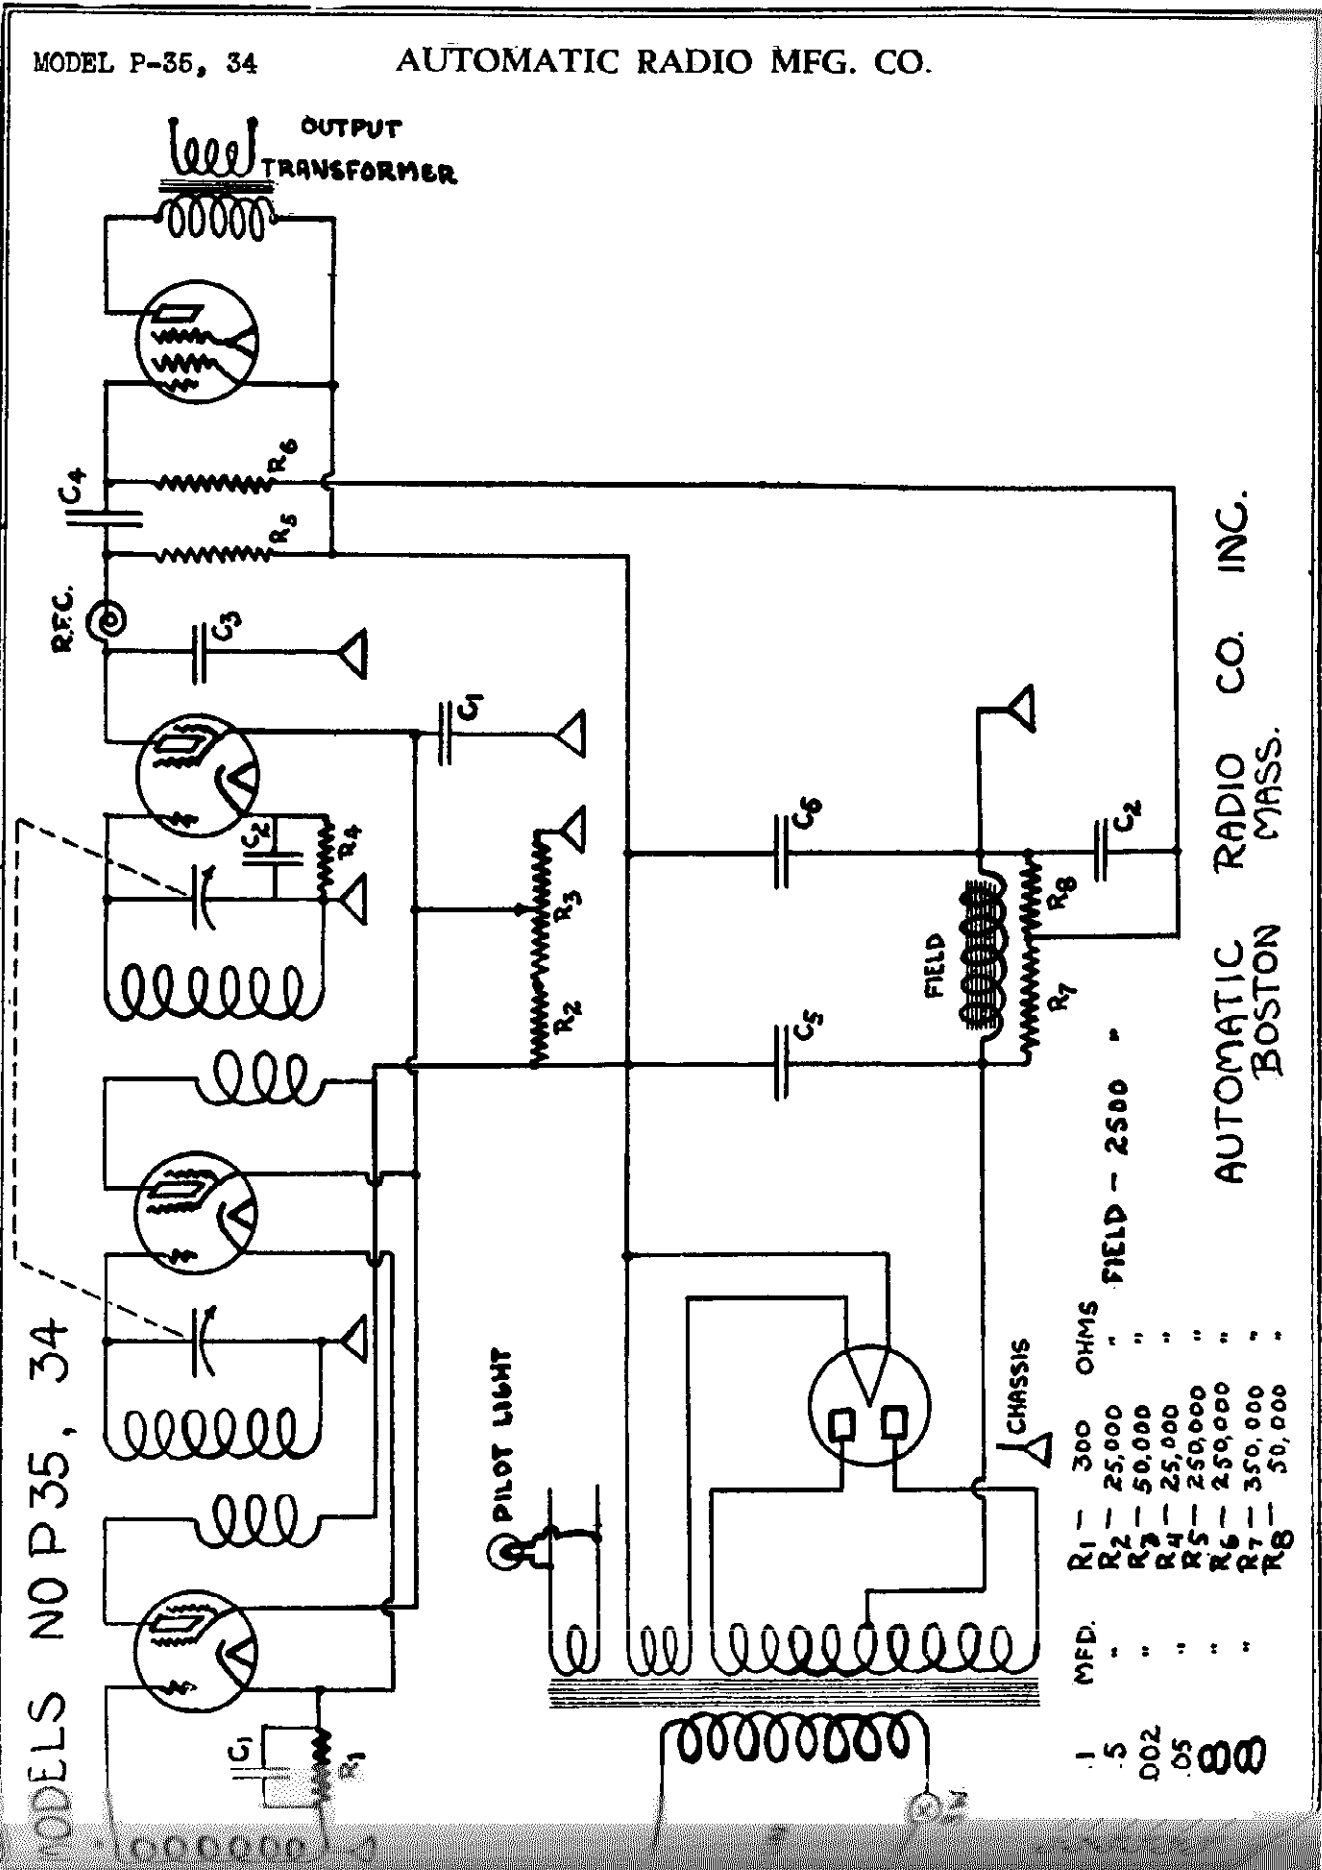 MODEL P-35, 34
AUTOMATIC RADIO MFG. CO.
OUTPUT
TRANSFORMER
MODELS NO P35, 34
C1
R1
R.F.C.
C3
C4
R5
R6
C2
R4
C1
R2
R3
PILOT LIGHT
C5
C6
FIELD
R7
R8
C2
CHASSIS
.1 MFD. R1 — 300 OHMS
.5 " R2 — 25,000 " FIELD — 2500 "
.002 " R3 — 50,000 "
.05 " R4 — 25,000 "
8 " R5 — 250,000 "
8 " R6 — 250,000 "
R7 — 350,000 "
R8 — 50,000 "
AUTOMATIC RADIO CO. INC.
BOSTON MASS.